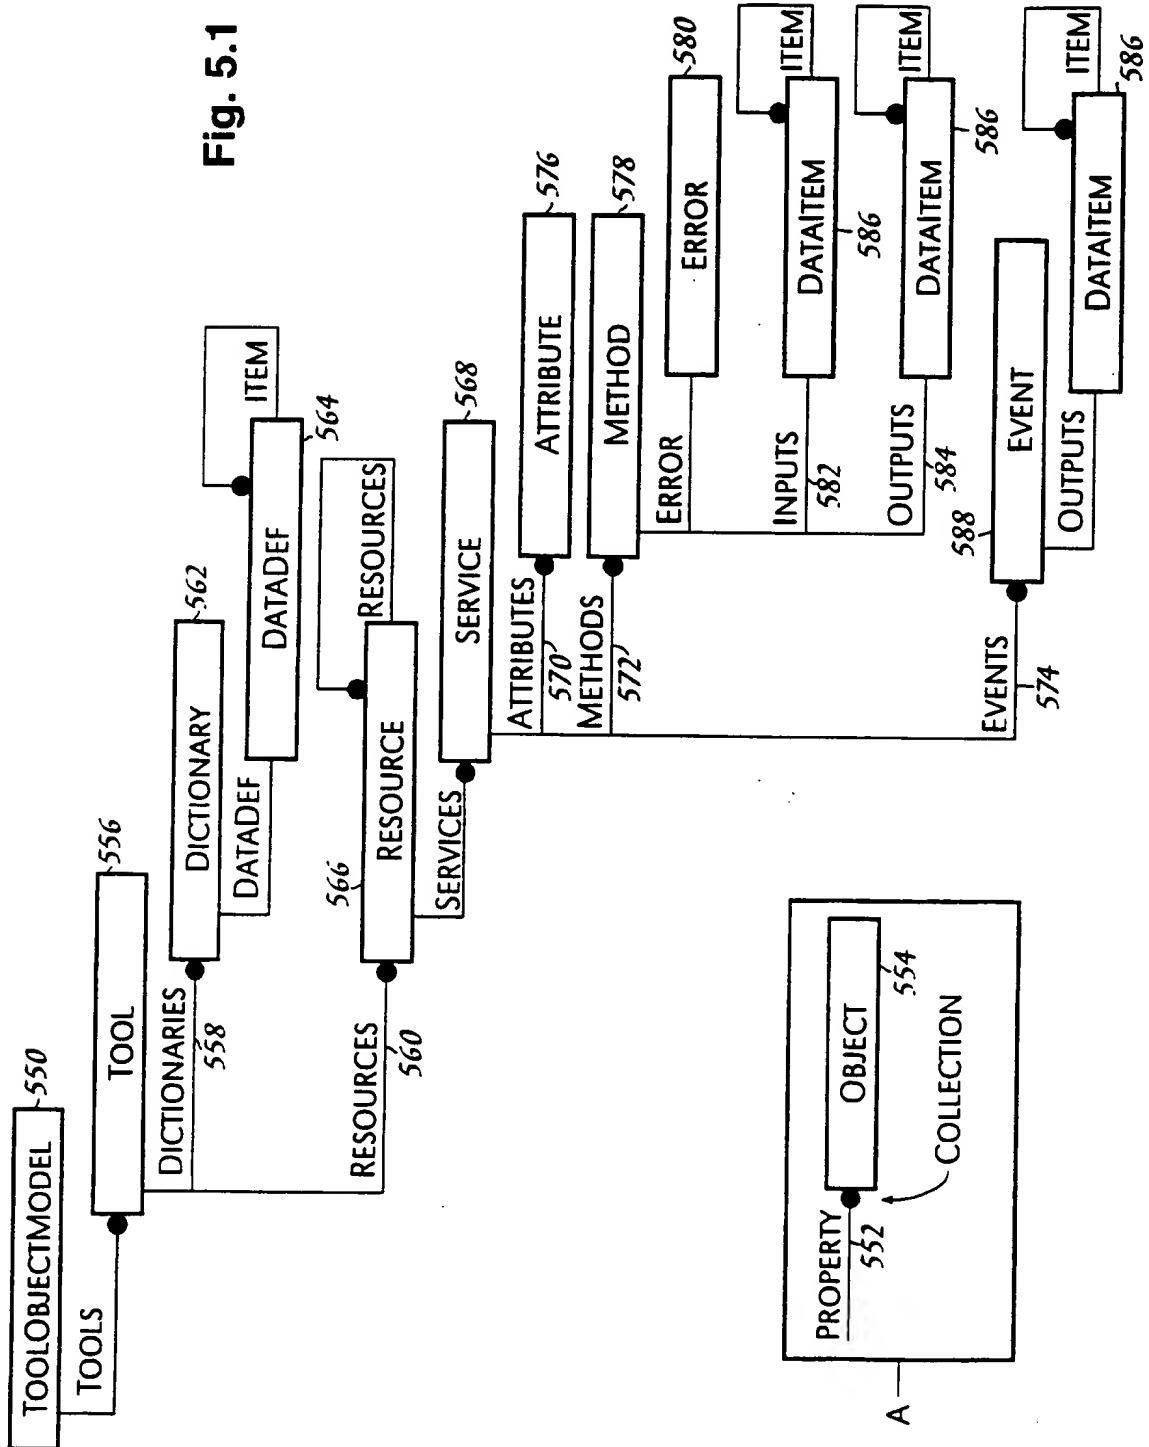 Fig. 5.1
TOOLOBJECTMODEL
550
TOOLS
TOOL
556
DICTIONARIES
558
DICTIONARY
562
DATADEF
DATADEF
564
ITEM
RESOURCES
560
RESOURCE
566
RESOURCES
SERVICES
SERVICE
568
ATTRIBUTES
570
ATTRIBUTE
576
METHODS
572
METHOD
578
ERROR
ERROR
580
INPUTS
582
DATAITEM
586
ITEM
OUTPUTS
584
DATAITEM
586
ITEM
EVENTS
574
EVENT
588
OUTPUTS
DATAITEM
586
ITEM
A
PROPERTY
552
OBJECT
554
COLLECTION